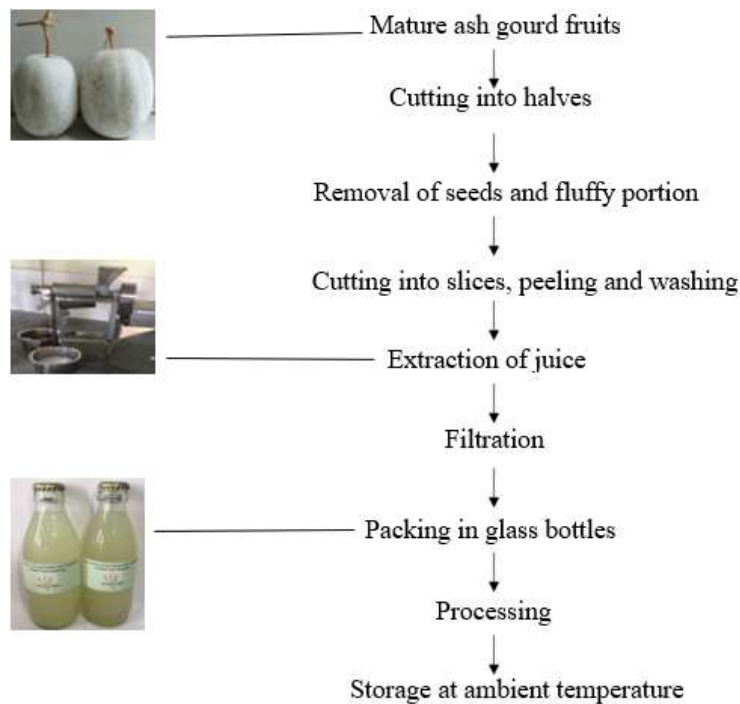 Mature ash gourd fruits
Cutting into halves
Removal of seeds and fluffy portion
Cutting into slices, peeling and washing
Extraction of juice
Filtration
Packing in glass bottles
Processing
Storage at ambient temperature